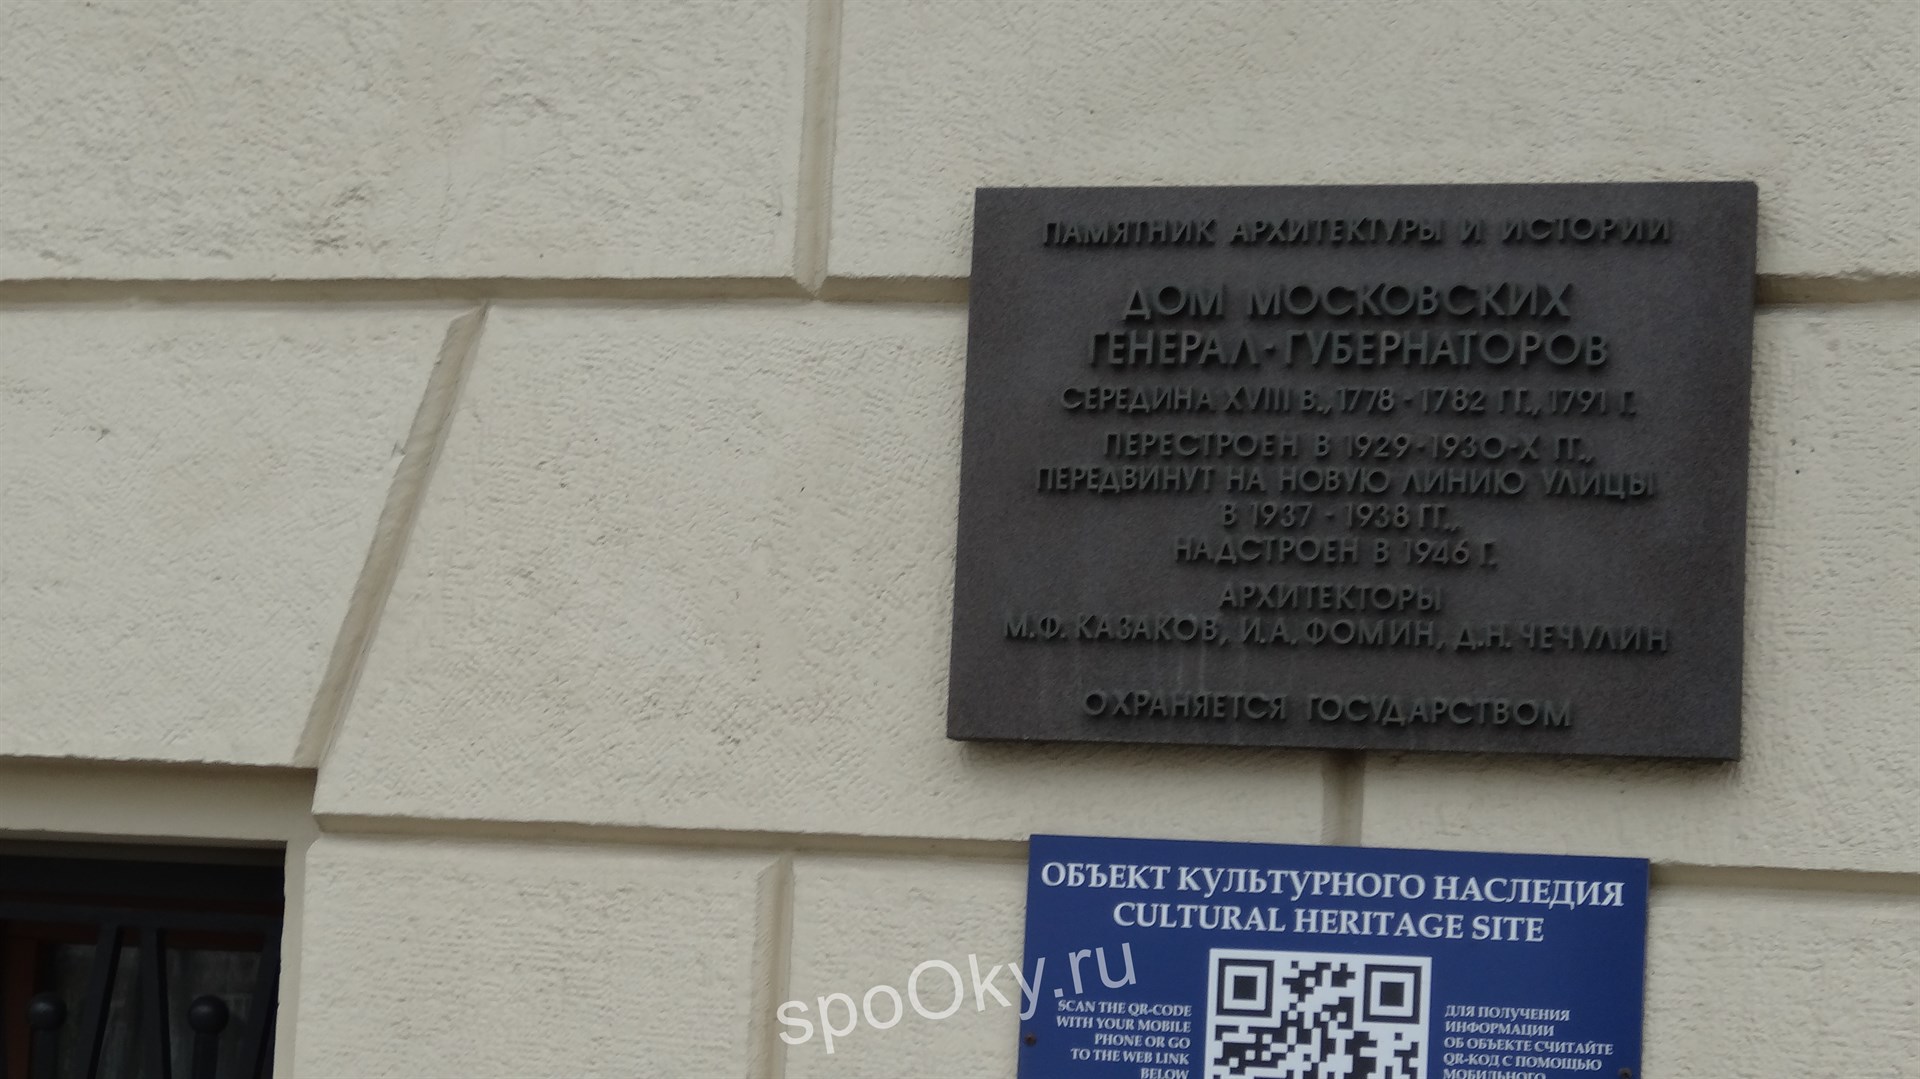 ПАМЯТНИК АРХИТЕКТУРЫ И ИСТОРИИ
ДОМ МОСКОВСКИХ
ГЕНЕРАЛ-ГУБЕРНАТОРОВ
СЕРЕДИНА XVIII В., 1778 - 1782 ГГ., 1791 Г.
ПЕРЕСТРОЕН В 1929-1930-Х ГГ.,
ПЕРЕДВИНУТ НА НОВУЮ ЛИНИЮ УЛИЦЫ
В 1937 - 1938 ГГ.,
НАДСТРОЕН В 1946 Г.
АРХИТЕКТОРЫ
М.Ф. КАЗАКОВ, И.А. ФОМИН, Д.Н. ЧЕЧУЛИН
ОХРАНЯЕТСЯ ГОСУДАРСТВОМ
ОБЪЕКТ КУЛЬТУРНОГО НАСЛЕДИЯ
CULTURAL HERITAGE SITE
SCAN THE QR-CODE
WITH YOUR MOBILE
PHONE OR GO
TO THE WEB LINK
BELOW
ДЛЯ ПОЛУЧЕНИЯ
ИНФОРМАЦИИ
ОБ ОБЪЕКТЕ СЧИТАЙТЕ
QR-КОД С ПОМОЩЬЮ
МОБИЛЬНОГО
spoOky.ru